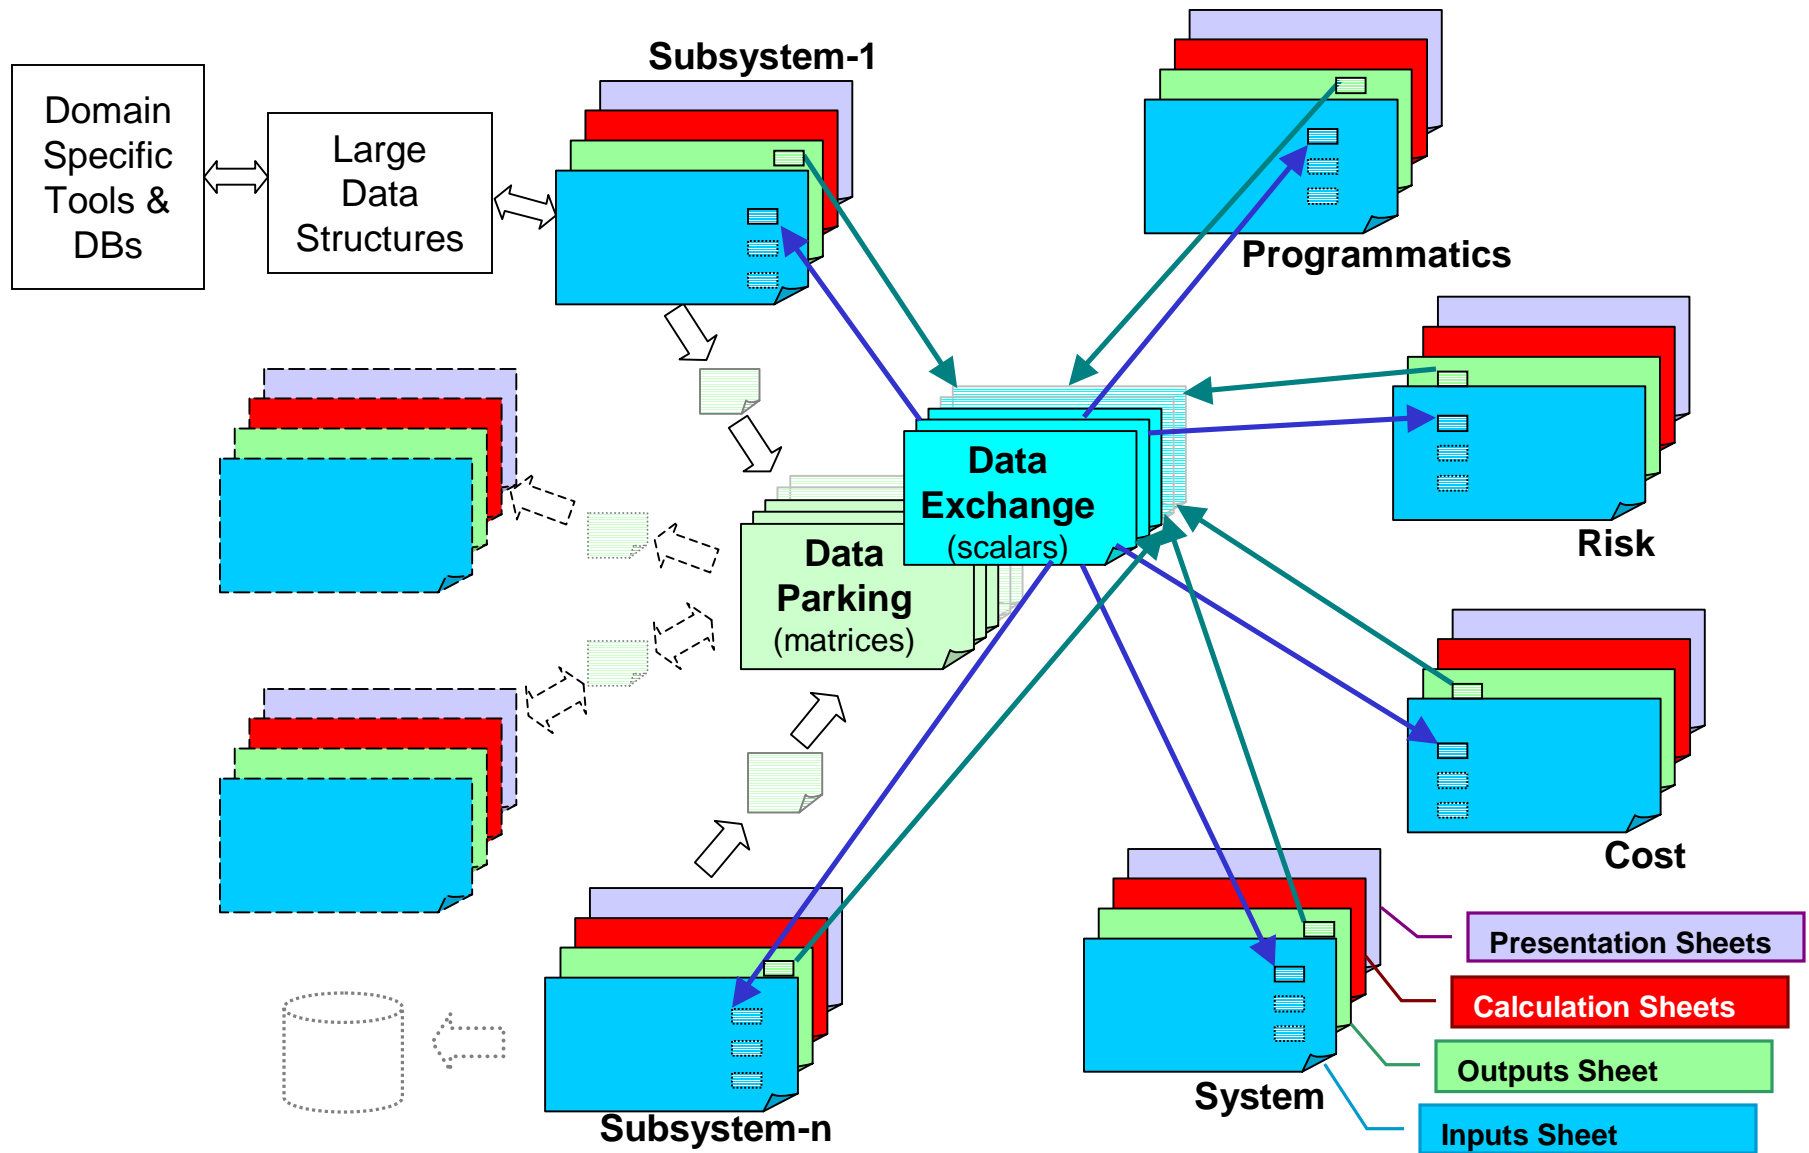 Subsystem-1
Domain
Specific
Tools &
DBs
Large
Data
Structures
Programmatics
Data
Exchange
(scalars)
Data
Parking
(matrices)
Risk
Cost
System
Subsystem-n
Presentation Sheets
Calculation Sheets
Outputs Sheet
Inputs Sheet